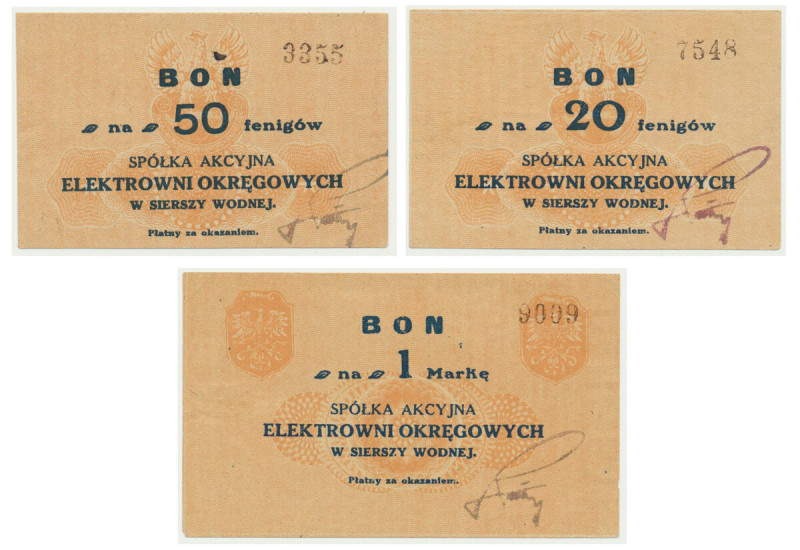 3355
BON
na 50 fenigów
SPÓŁKA AKCYJNA
ELEKTROWNI OKRĘGOWYCH
W SIERSZY WODNEJ.
Płatny za okazaniem.
7548
BON
na 20 fenigów
SPÓŁKA AKCYJNA
ELEKTROWNI OKRĘGOWYCH
W SIERSZY WODNEJ.
Płatny za okazaniem.
9009
BON
na 1 Markę
SPÓŁKA AKCYJNA
ELEKTROWNI OKRĘGOWYCH
W SIERSZY WODNEJ.
Płatny za okazaniem.